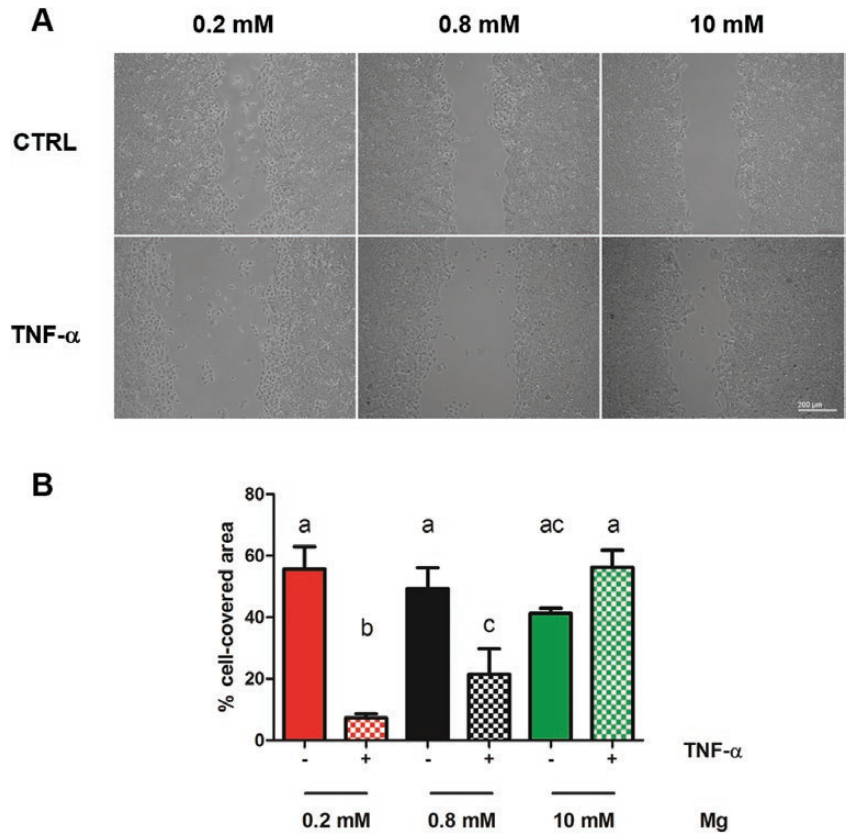 A
0.2 mM 0.8 mM 10 mM
CTRL
TNF-α
200 µm
B
% cell-covered area
80
60
40
20
0
a b a c ac a
- + - + - + TNF-α
0.2 mM 0.8 mM 10 mM Mg